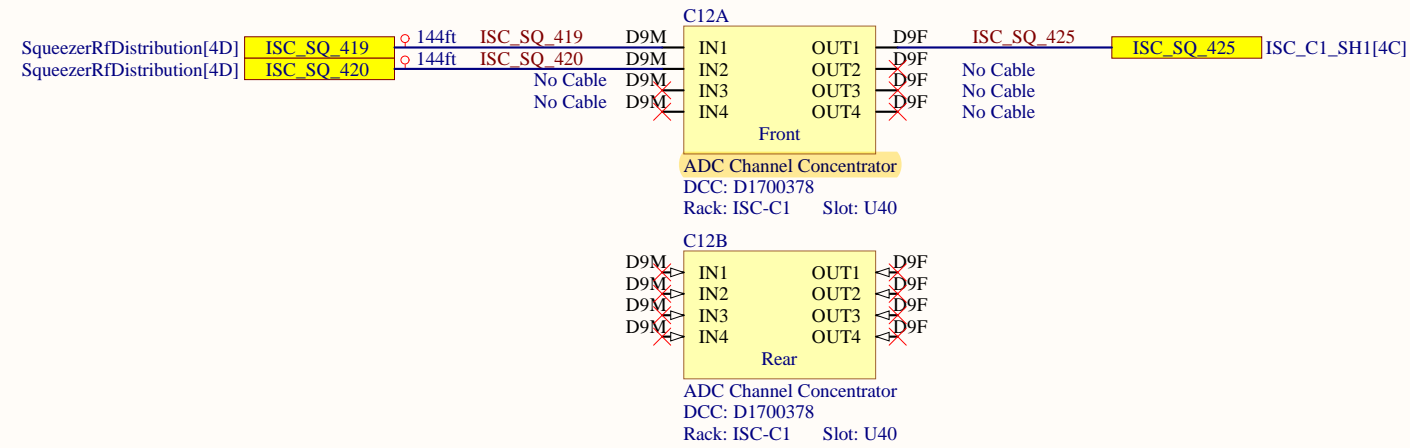 C12A
SqueezerRfDistribution[4D] ISC_SQ_419 144ft ISC_SQ_419 D9M IN1 OUT1 D9F ISC_SQ_425 ISC_SQ_425 ISC_C1_SH1[4C]
SqueezerRfDistribution[4D] ISC_SQ_420 144ft ISC_SQ_420 D9M IN2 OUT2 D9F No Cable
No Cable D9M IN3 OUT3 D9F No Cable
No Cable D9M IN4 OUT4 D9F No Cable
Front
ADC Channel Concentrator
DCC: D1700378
Rack: ISC-C1 Slot: U40
C12B
D9M IN1 OUT1 D9F
D9M IN2 OUT2 D9F
D9M IN3 OUT3 D9F
D9M IN4 OUT4 D9F
Rear
ADC Channel Concentrator
DCC: D1700378
Rack: ISC-C1 Slot: U40